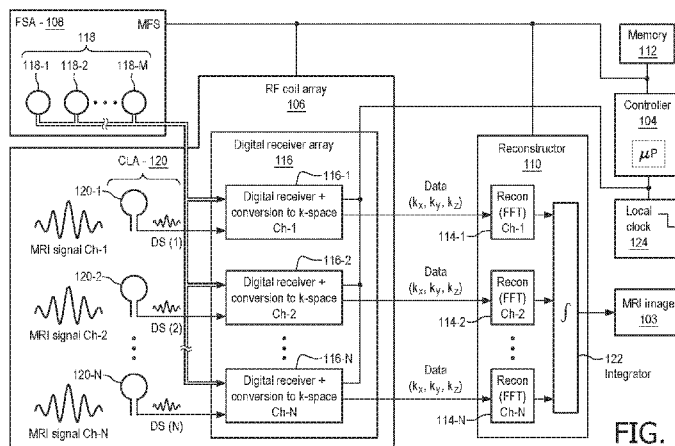 FSA - 108
MFS
118
118-1
118-2
118-M
Memory
112
RF coil array
106
Controller
104
µP
Digital receiver array
116
Reconstructor
110
CLA - 120
120-1
116-1
Digital receiver +
conversion to k-space
Ch-1
Data
(kx, ky, kz)
Recon
(FFT)
Ch-1
114-1
Local
clock
124
MRI signal Ch-1
DS (1)
120-2
116-2
Digital receiver +
conversion to k-space
Ch-2
Data
(kx, ky, kz)
Recon
(FFT)
Ch-2
114-2
∫
MRI image
103
MRI signal Ch-2
DS (2)
120-N
116-N
Digital receiver +
conversion to k-space
Ch-N
Data
(kx, ky, kz)
Recon
(FFT)
Ch-N
114-N
122
Integrator
MRI signal Ch-N
DS (N)
FIG.